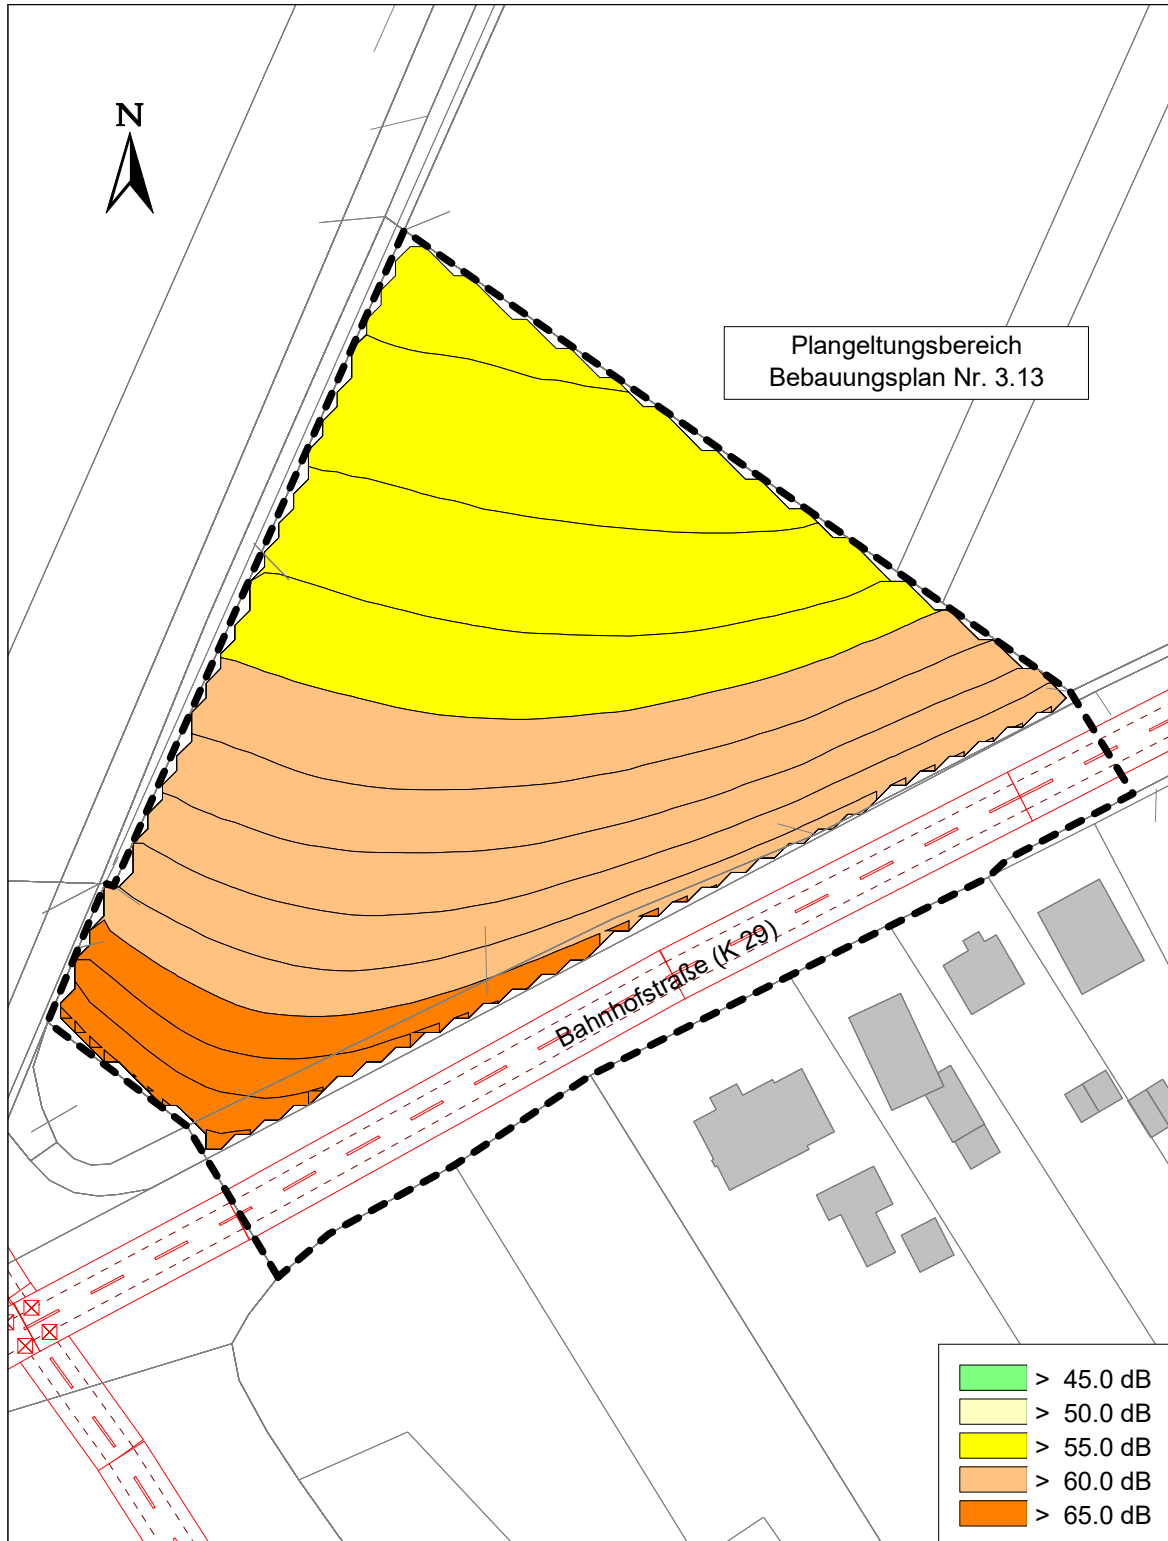 N
Plangeltungsbereich
Bebauungsplan Nr. 3.13
Bahnhofstraße (K 29)
> 45.0 dB
> 50.0 dB
> 55.0 dB
> 60.0 dB
> 65.0 dB